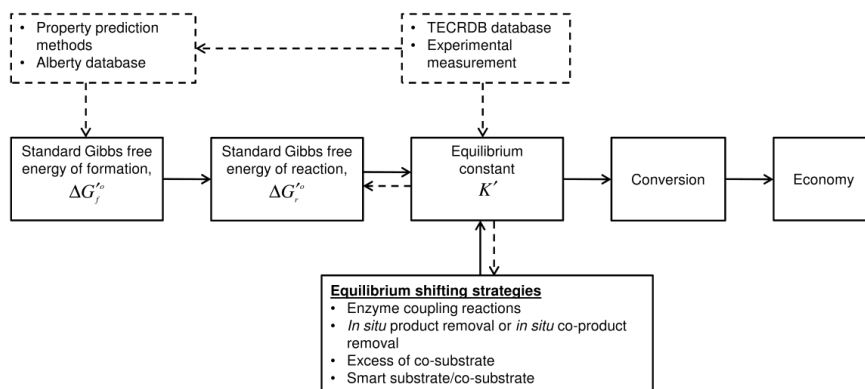 • Property prediction
methods
• Alberty database
• TECRDB database
• Experimental
measurement
Standard Gibbs free
energy of formation,
ΔG′°f
Standard Gibbs free
energy of reaction,
ΔG′°r
Equilibrium
constant
K′
Conversion
Economy
Equilibrium shifting strategies
• Enzyme coupling reactions
• In situ product removal or in situ co-product
removal
• Excess of co-substrate
• Smart substrate/co-substrate